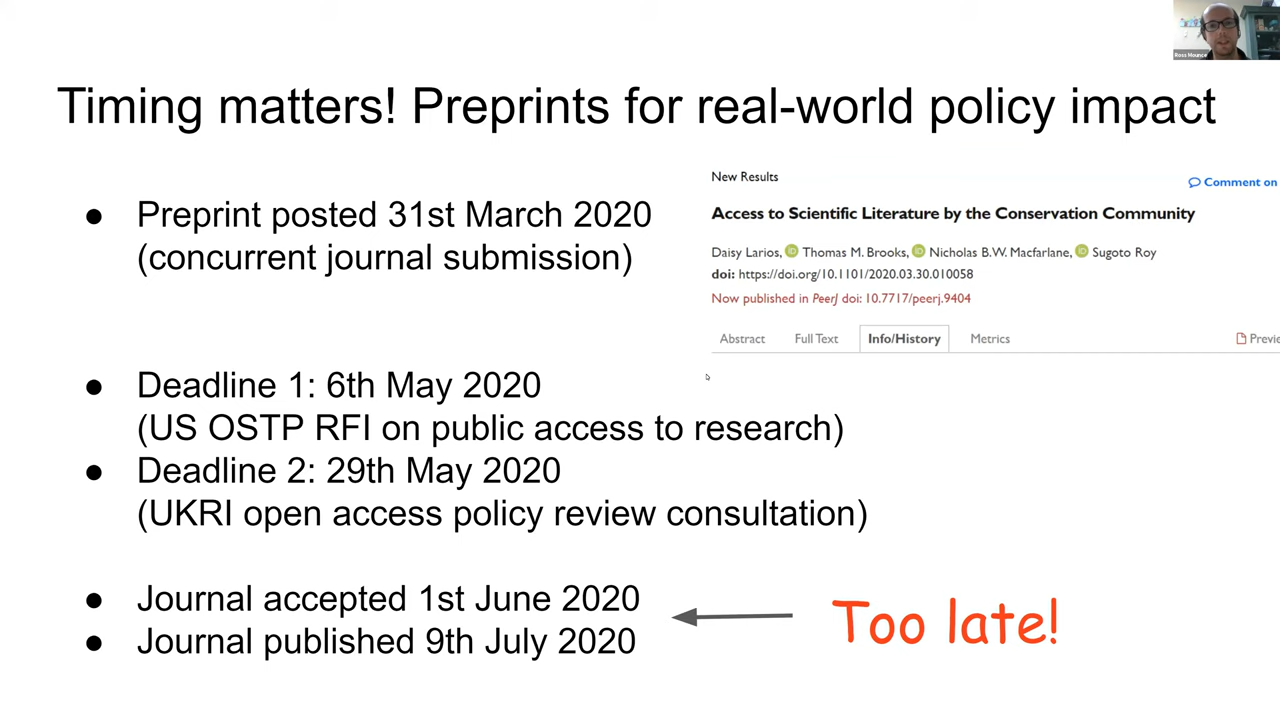 Ross Mounce
Timing matters! Preprints for real-world policy impact
● Preprint posted 31st March 2020
(concurrent journal submission)
New Results
Comment on
Access to Scientific Literature by the Conservation Community
Daisy Larios, Thomas M. Brooks, Nicholas B.W. Macfarlane, Sugoto Roy
doi: https://doi.org/10.1101/2020.03.30.010058
Now published in PeerJ doi: 10.7717/peerj.9404
Abstract Full Text Info/History Metrics Previe
● Deadline 1: 6th May 2020
(US OSTP RFI on public access to research)
● Deadline 2: 29th May 2020
(UKRI open access policy review consultation)
● Journal accepted 1st June 2020
● Journal published 9th July 2020
Too late!